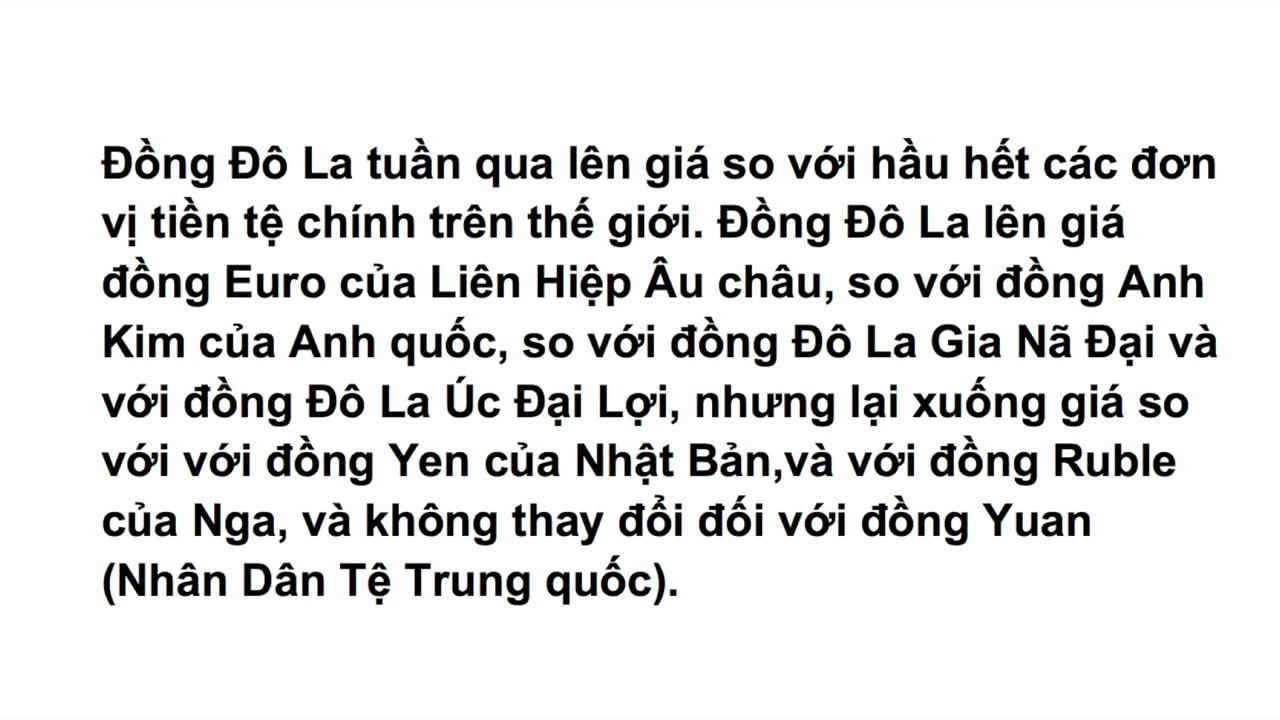 Đồng Đô La tuần qua lên giá so với hầu hết các đơn
vị tiền tệ chính trên thế giới. Đồng Đô La lên giá
đồng Euro của Liên Hiệp Âu châu, so với đồng Anh
Kim của Anh quốc, so với đồng Đô La Gia Nã Đại và
với đồng Đô La Úc Đại Lợi, nhưng lại xuống giá so
với với đồng Yen của Nhật Bản,và với đồng Ruble
của Nga, và không thay đổi đối với đồng Yuan
(Nhân Dân Tệ Trung quốc).